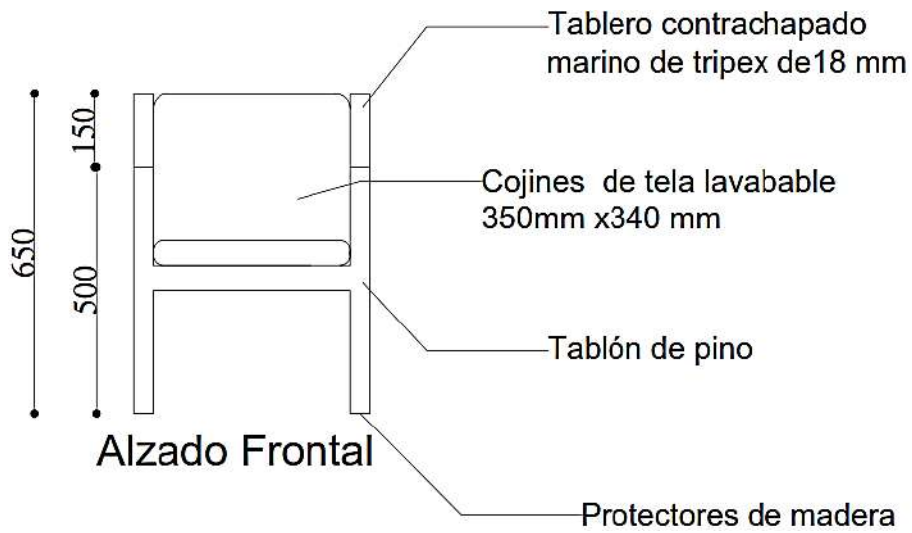 Tablero contrachapado
marino de tripex de18 mm
150
Cojines de tela lavabable
350mm x340 mm
650
500
Tablón de pino
Alzado Frontal
Protectores de madera